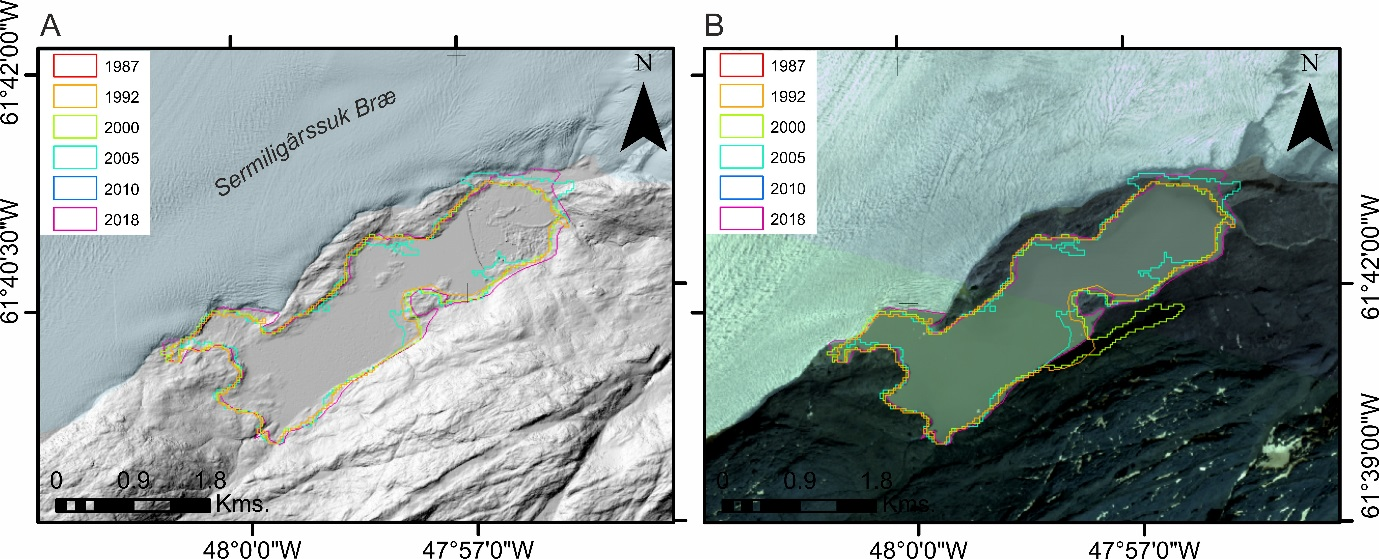 A
B
61°42'00"W
61°40'30"W
1987
1992
2000
2005
2010
2018
Sermiligârssuk Bræ
N
0 0.9 1.8
Kms.
48°0'0"W 47°57'0"W
1987
1992
2000
2005
2010
2018
N
0 0.9 1.8
Kms.
61°42'00"W
61°39'00"W
48°0'0"W 47°57'0"W